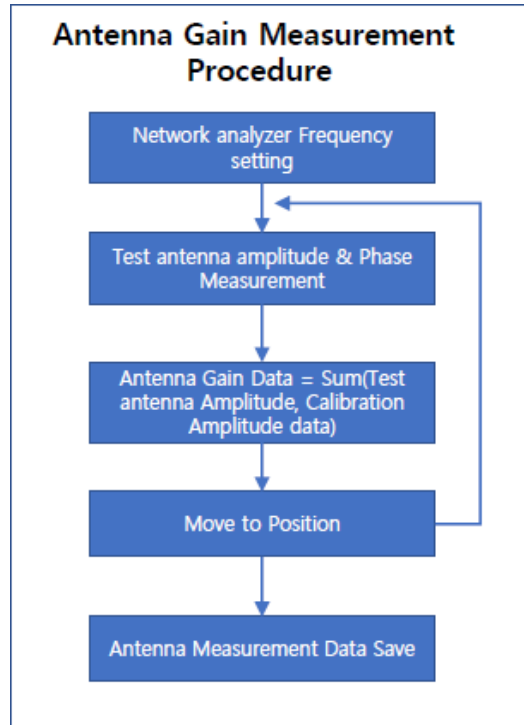 Antenna Gain Measurement
Procedure
Network analyzer Frequency
setting
Test antenna amplitude & Phase
Measurement
Antenna Gain Data = Sum(Test
antenna Amplitude, Calibration
Amplitude data)
Move to Position
Antenna Measurement Data Save